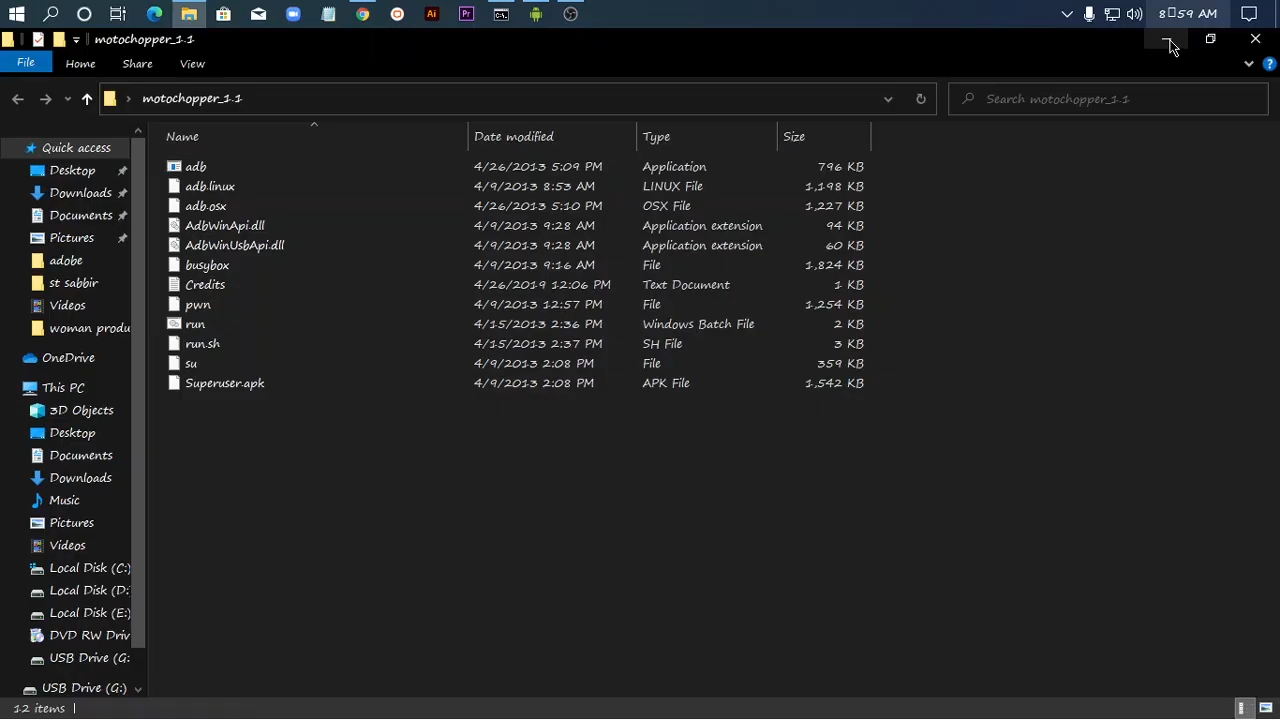 8 59 AM
motochopper_1.1
File Home Share View
motochopper_1.1
Search motochopper_1.1
Name Date modified Type Size
Quick access
Desktop
Downloads
Documents
Pictures
adobe
st sabbir
Videos
woman produ
OneDrive
This PC
3D Objects
Desktop
Documents
Downloads
Music
Pictures
Videos
Local Disk (C:)
Local Disk (D:)
Local Disk (E:)
DVD RW Driv
USB Drive (G:
USB Drive (G:)
adb 4/26/2013 5:09 PM Application 796 KB
adb.linux 4/9/2013 8:53 AM LINUX File 1,198 KB
adb.osx 4/26/2013 5:10 PM OSX File 1,227 KB
AdbWinApi.dll 4/9/2013 9:28 AM Application extension 94 KB
AdbWinUsbApi.dll 4/9/2013 9:28 AM Application extension 60 KB
busybox 4/9/2013 9:16 AM File 1,824 KB
Credits 4/26/2019 12:06 PM Text Document 1 KB
pwn 4/9/2013 12:57 PM File 1,254 KB
run 4/15/2013 2:36 PM Windows Batch File 2 KB
run.sh 4/15/2013 2:37 PM SH File 3 KB
su 4/9/2013 2:08 PM File 359 KB
Superuser.apk 4/9/2013 2:08 PM APK File 1,542 KB
12 items